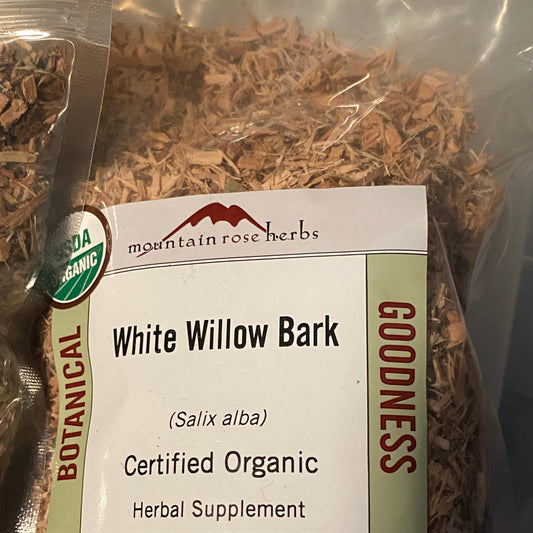 mountain rose herbs
USDA
ORGANIC
White Willow Bark
(Salix alba)
Certified Organic
Herbal Supplement
BOTANICAL
GOODNESS